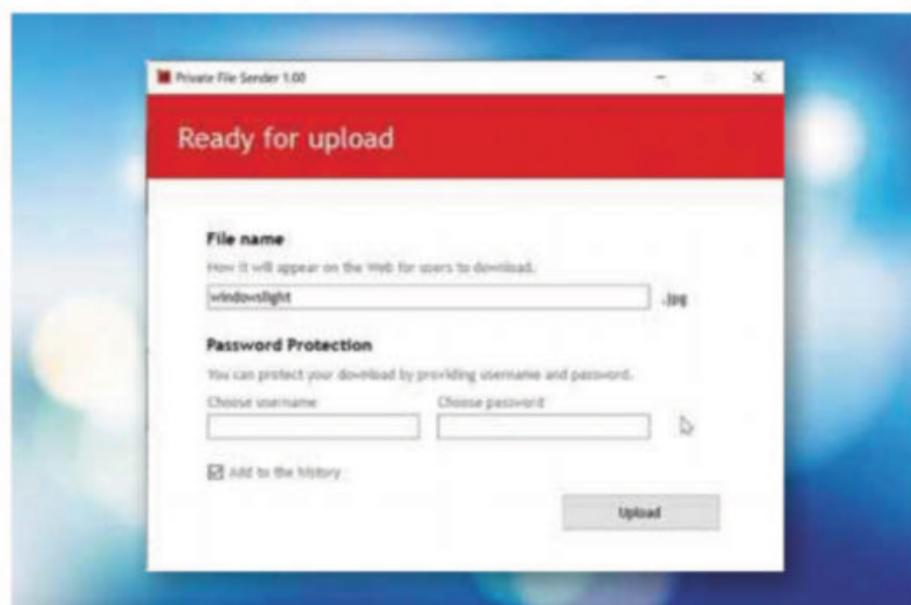 Private File Sender 1.00
Ready for upload
File name
How it will appear on the Web for users to download.
windowslight .jpg
Password Protection
You can protect your download by providing username and password.
Choose username Choose password
Add to the history
Upload